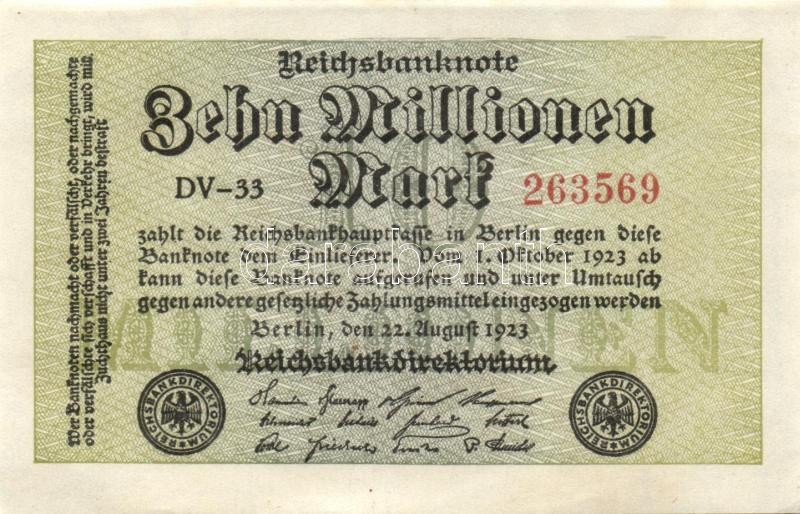 Reichsbanknote
Zehn Millionen
Mark
DV-33
263569
zahlt die Reichsbankhauptkasse in Berlin gegen diese
Banknote dem Einlieferer. Vom 1. Oktober 1923 ab
kann diese Banknote aufgerufen und unter Umtausch
gegen andere gesetzliche Zahlungsmittel eingezogen werden
Berlin, den 22. August 1923
Reichsbankdirektorium
REICHSBANKDIREKTORIUM
REICHSBANKDIREKTORIUM
Wer Banknoten nachmacht oder verfälscht, oder nachgemachte
oder verfälschte sich verschafft und in Verkehr bringt, wird mit
Zuchthaus nicht unter zwei Jahren bestraft